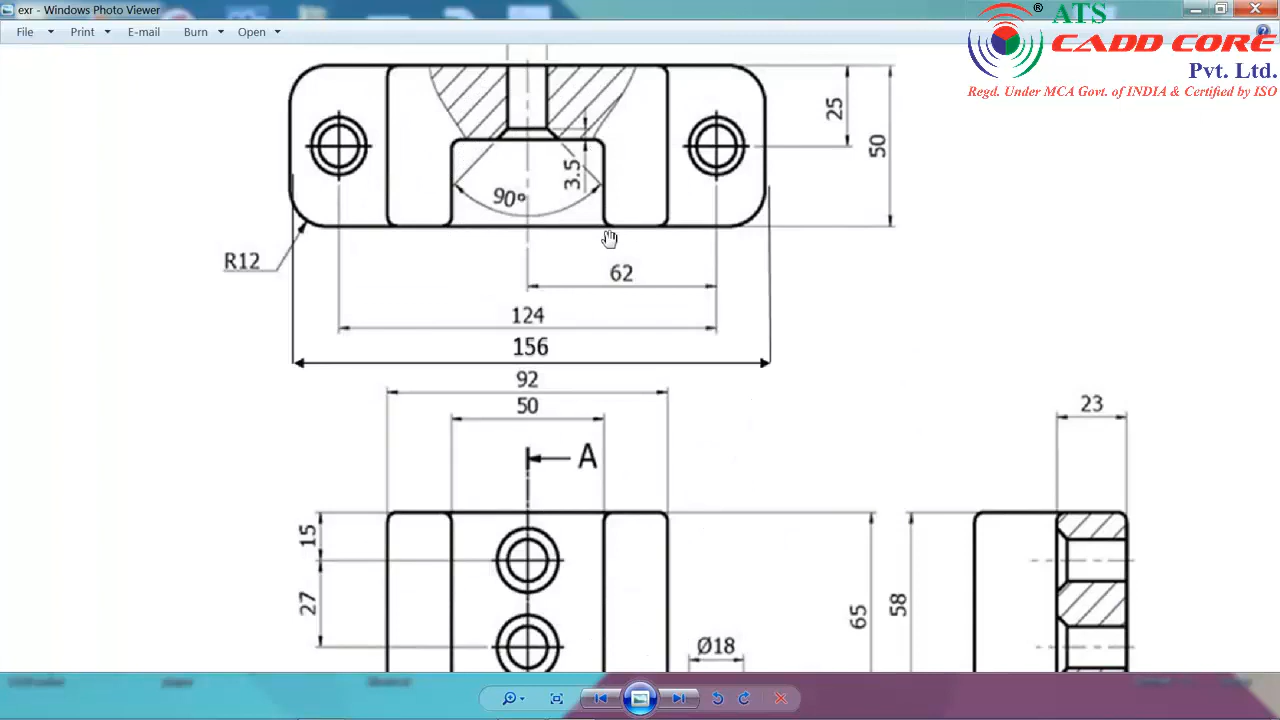 exr - Windows Photo Viewer
File Print E-mail Burn Open
®
ATS
CADD CORE
Pvt. Ltd.
Regd. Under MCA Govt. of INDIA & Certified by ISO
25
50
3.5
90°
R12
62
124
156
92
50
23
A
15
27
65
58
Ø18